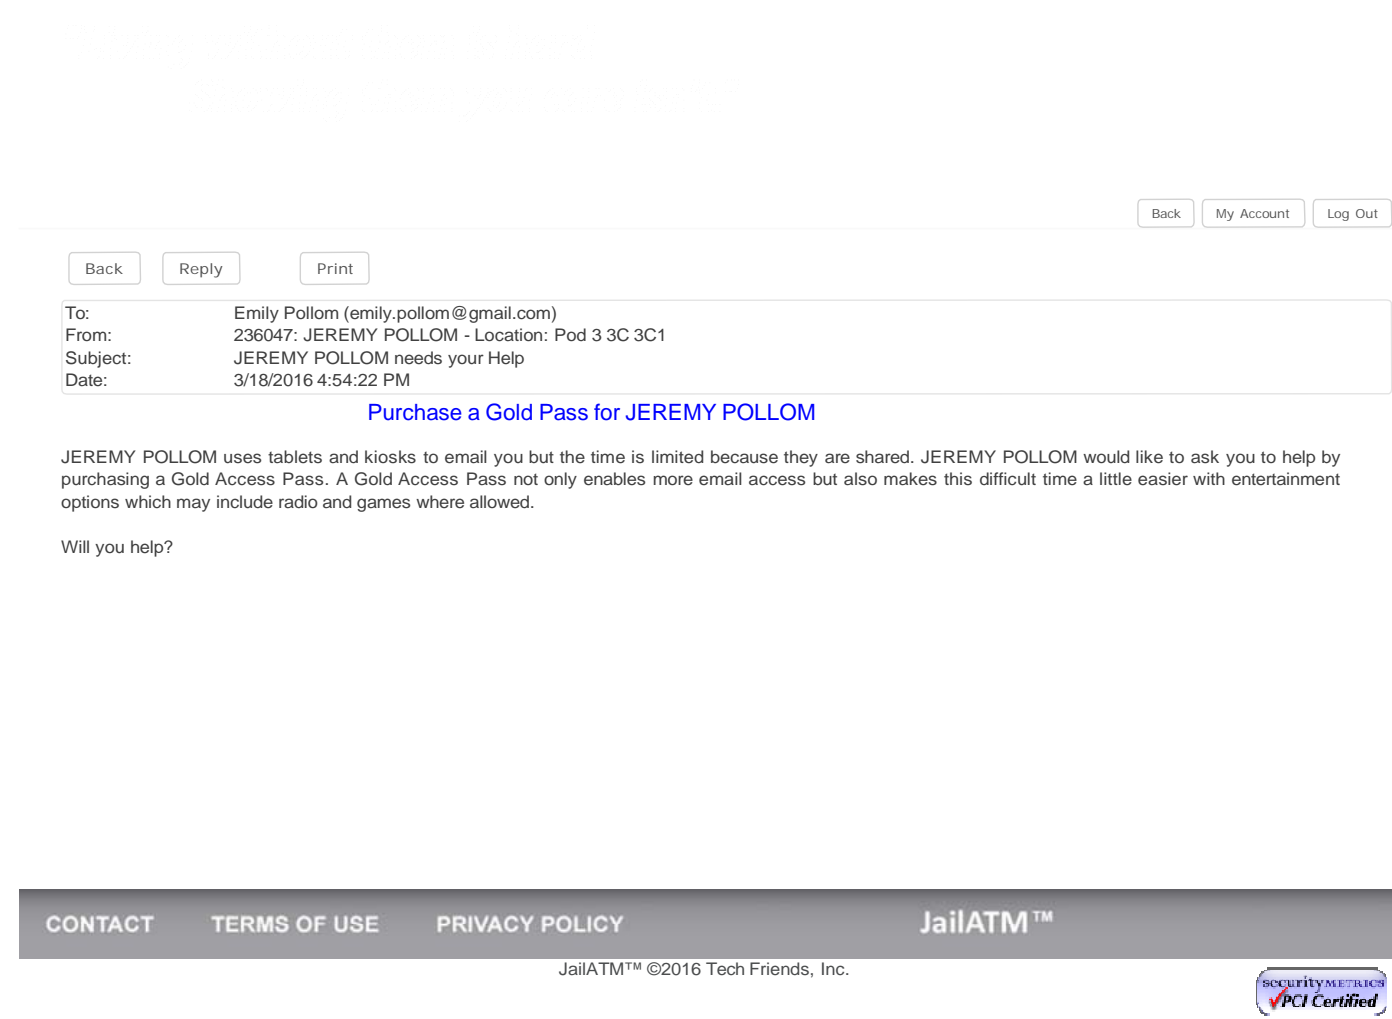 Back My Account Log Out
Back Reply Print
To: Emily Pollom (emily.pollom@gmail.com)
From: 236047: JEREMY POLLOM - Location: Pod 3 3C 3C1
Subject: JEREMY POLLOM needs your Help
Date: 3/18/2016 4:54:22 PM
Purchase a Gold Pass for JEREMY POLLOM
JEREMY POLLOM uses tablets and kiosks to email you but the time is limited because they are shared. JEREMY POLLOM would like to ask you to help by
purchasing a Gold Access Pass. A Gold Access Pass not only enables more email access but also makes this difficult time a little easier with entertainment
options which may include radio and games where allowed.
Will you help?
CONTACT TERMS OF USE PRIVACY POLICY JailATM™
JailATM™ ©2016 Tech Friends, Inc.
securityMETRICS
PCI Certified